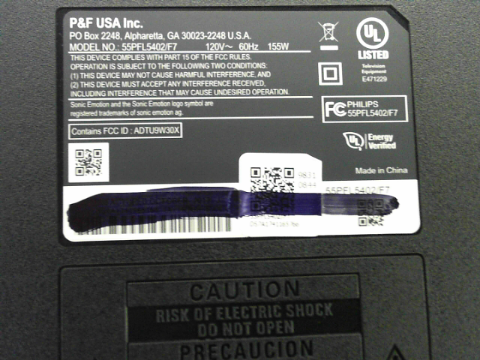 P&F USA Inc.
PO Box 2248, Alpharetta, GA 30023-2248 U.S.A.
MODEL NO.: 55PFL5402/F7 120V~ 60Hz 155W
THIS DEVICE COMPLIES WITH PART 15 OF THE FCC RULES.
OPERATION IS SUBJECT TO THE FOLLOWING TWO CONDITIONS:
(1) THIS DEVICE MAY NOT CAUSE HARMFUL INTERFERENCE, AND
(2) THIS DEVICE MUST ACCEPT ANY INTERFERENCE RECEIVED,
INCLUDING INTERFERENCE THAT MAY CAUSE UNDESIRED OPERATION.
Sonic Emotion and the Sonic Emotion logo symbol are
registered trademarks of sonic emotion ag.
Contains FCC ID : ADTU9W30X
UL
LISTED
Television
Equipment
E471229
FC PHILIPS
55PFL5402/F7
UL Energy
Verified
Made in China
9831
55PFL5402/F7
CAUTION
RISK OF ELECTRIC SHOCK
DO NOT OPEN
PRECAUCION